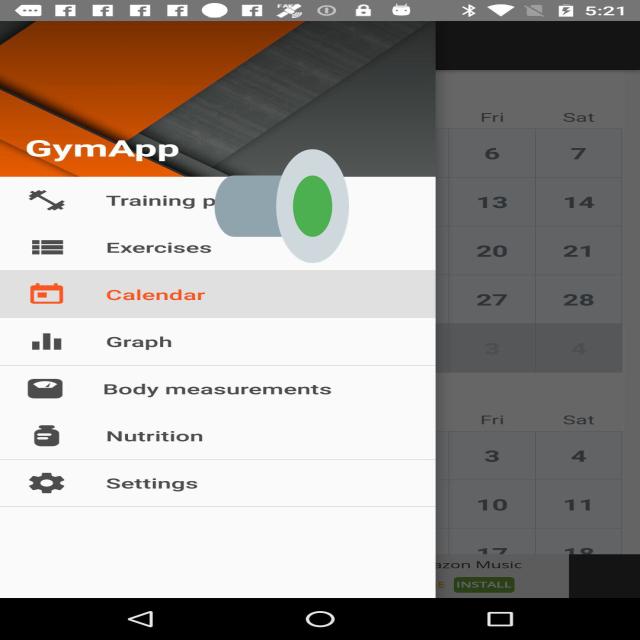 5:21
GymApp
Training p
Exercises
Calendar
Graph
Body measurements
Nutrition
Settings
Fri Sat
6 7
13 14
20 21
27 28
3 4
Fri Sat
3 4
10 11
17 18
azon Music
E INSTALL